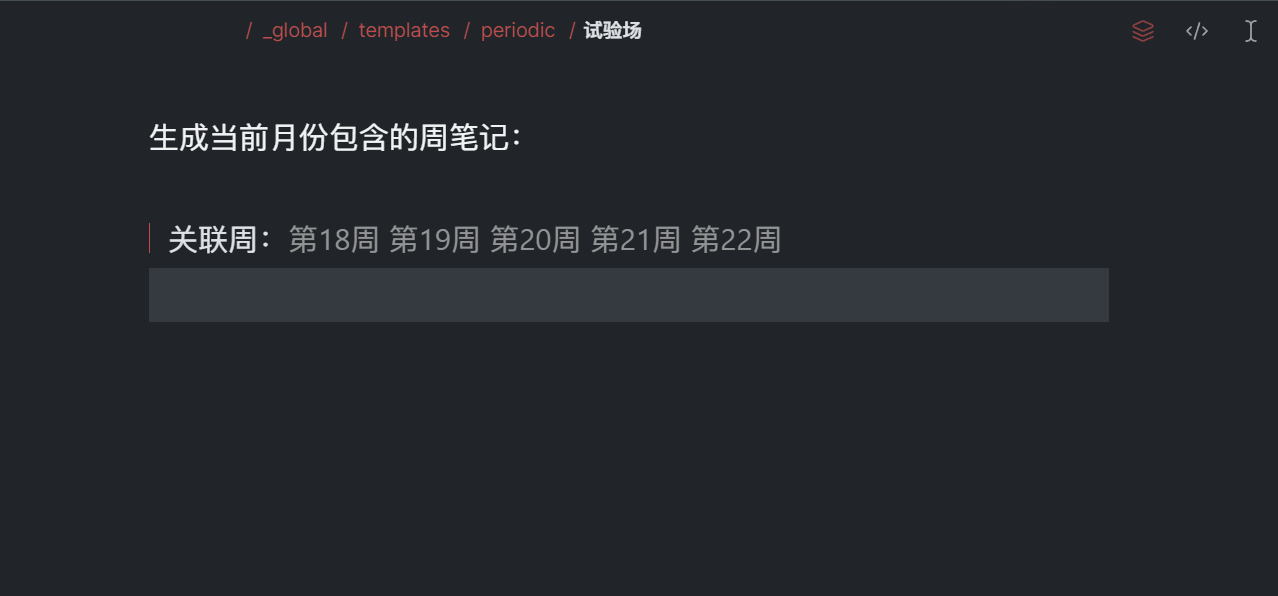 / _global / templates / periodic / 试验场
生成当前月份包含的周笔记：
关联周：第18周 第19周 第20周 第21周 第22周